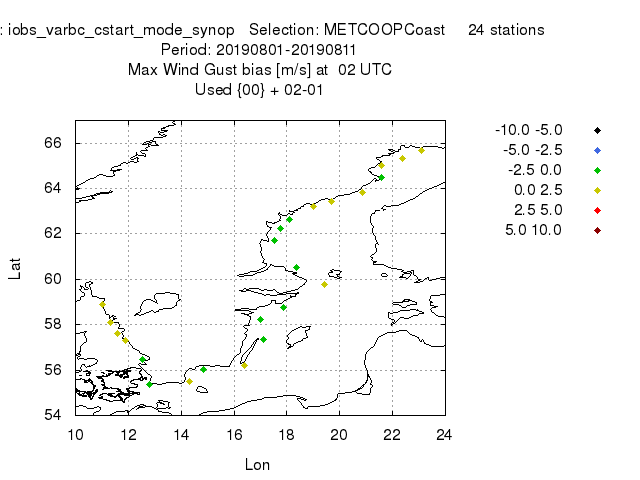 : iobs_varbc_cstart_mode_synop Selection: METCOOPCoast 24 stations
Period: 20190801-20190811
Max Wind Gust bias [m/s] at 02 UTC
Used {00} + 02-01
66
64
62
60
58
56
54
10 12 14 16 18 20 22 24
Lat
Lon
-10.0 -5.0
-5.0 -2.5
-2.5 0.0
0.0 2.5
2.5 5.0
5.0 10.0